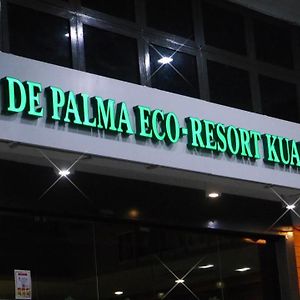 DE PALMA ECO-RESORT KUA